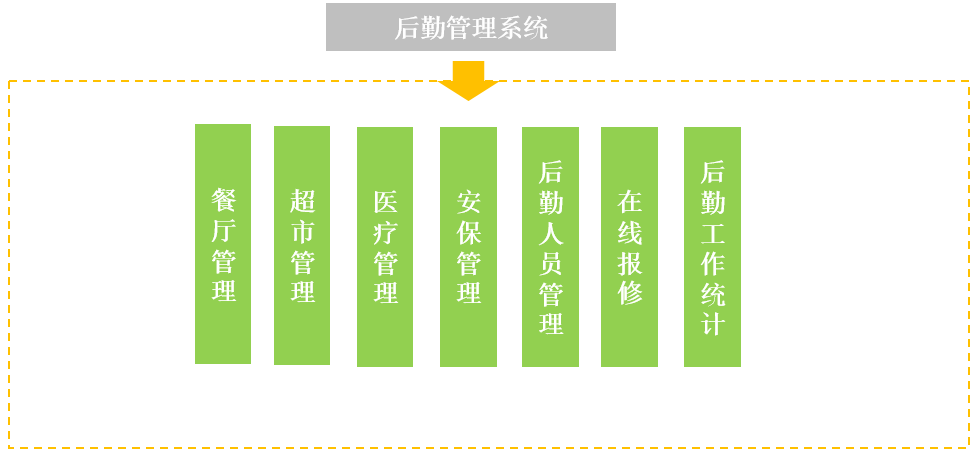 后勤管理系统
餐厅管理
超市管理
医疗管理
安保管理
后勤人员管理
在线报修
后勤工作统计